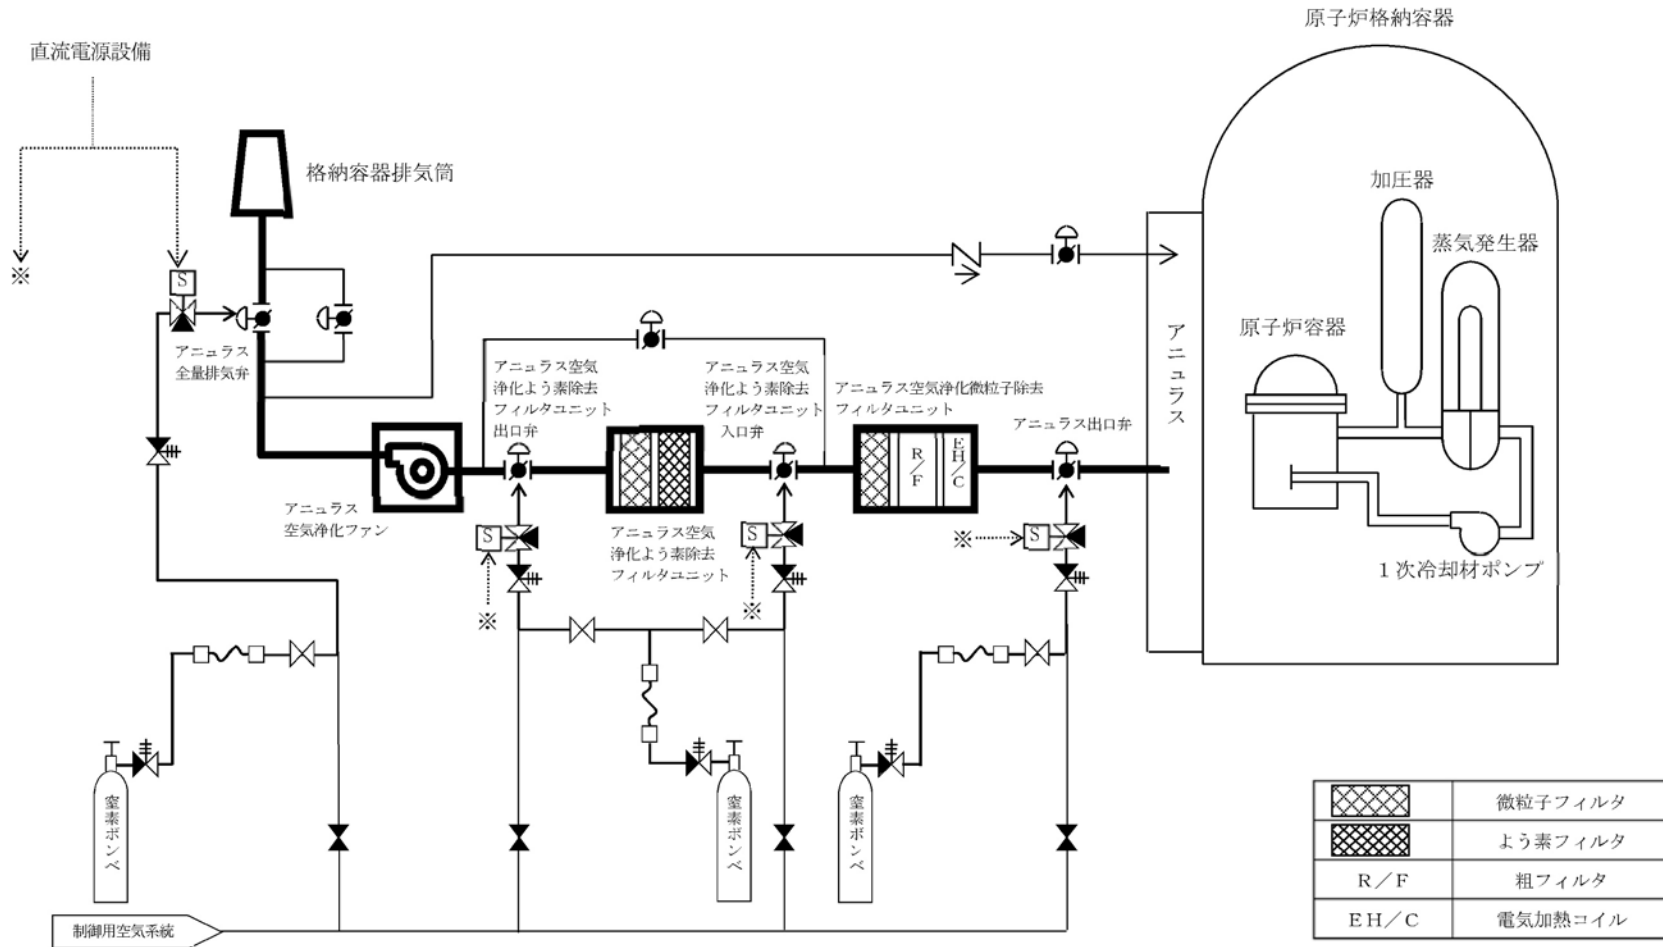 原子炉格納容器
直流電源設備
格納容器排気筒
加圧器
蒸気発生器
※
S
原子炉容器
アニュラス
アニュラス
全量排気弁
アニュラス空気
浄化よう素除去
フィルタユニット
出口弁
アニュラス空気
浄化よう素除去
フィルタユニット
入口弁
アニュラス空気浄化微粒子除去
フィルタユニット
アニュラス出口弁
R/F
EH/C
アニュラス
空気浄化ファン
アニュラス空気
浄化よう素除去
フィルタユニット
S
S
※
S
１次冷却材ポンプ
※
※
窒素ボンベ
窒素ボンベ
窒素ボンベ
微粒子フィルタ
よう素フィルタ
R/F 粗フィルタ
EH/C 電気加熱コイル
制御用空気系統